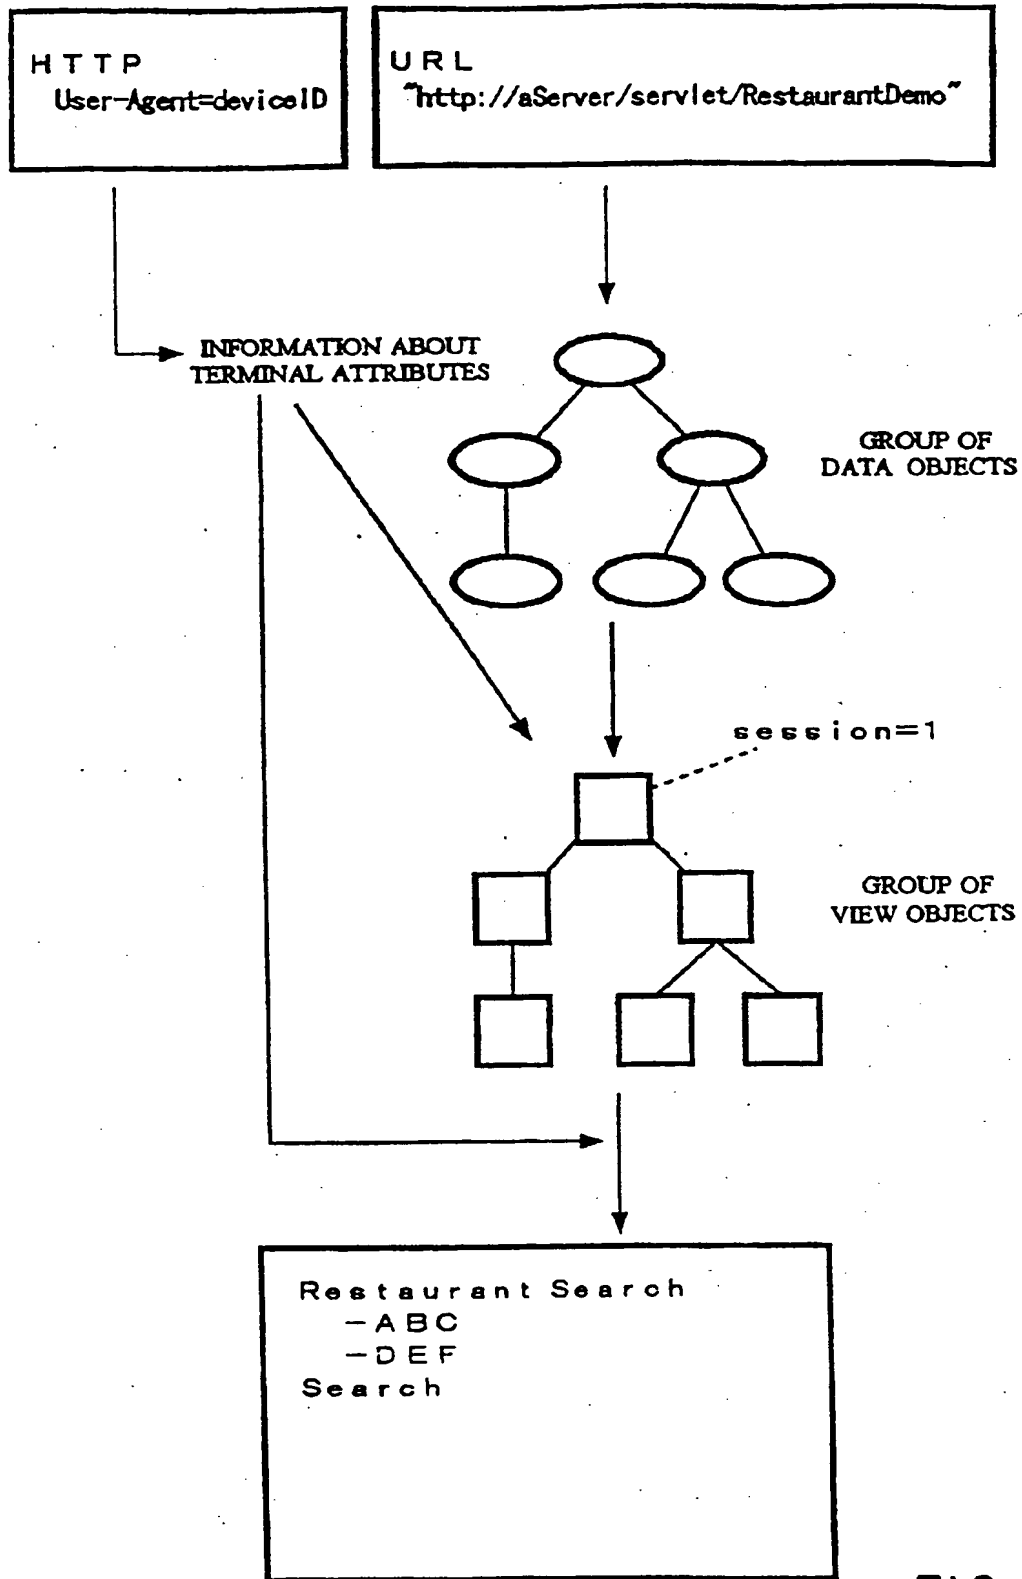 HTTP
User-Agent=deviceID
URL
"http://aServer/servlet/RestaurantDemo"
INFORMATION ABOUT
TERMINAL ATTRIBUTES
GROUP OF
DATA OBJECTS
session=1
GROUP OF
VIEW OBJECTS
Restaurant Search
-ABC
-DEF
Search